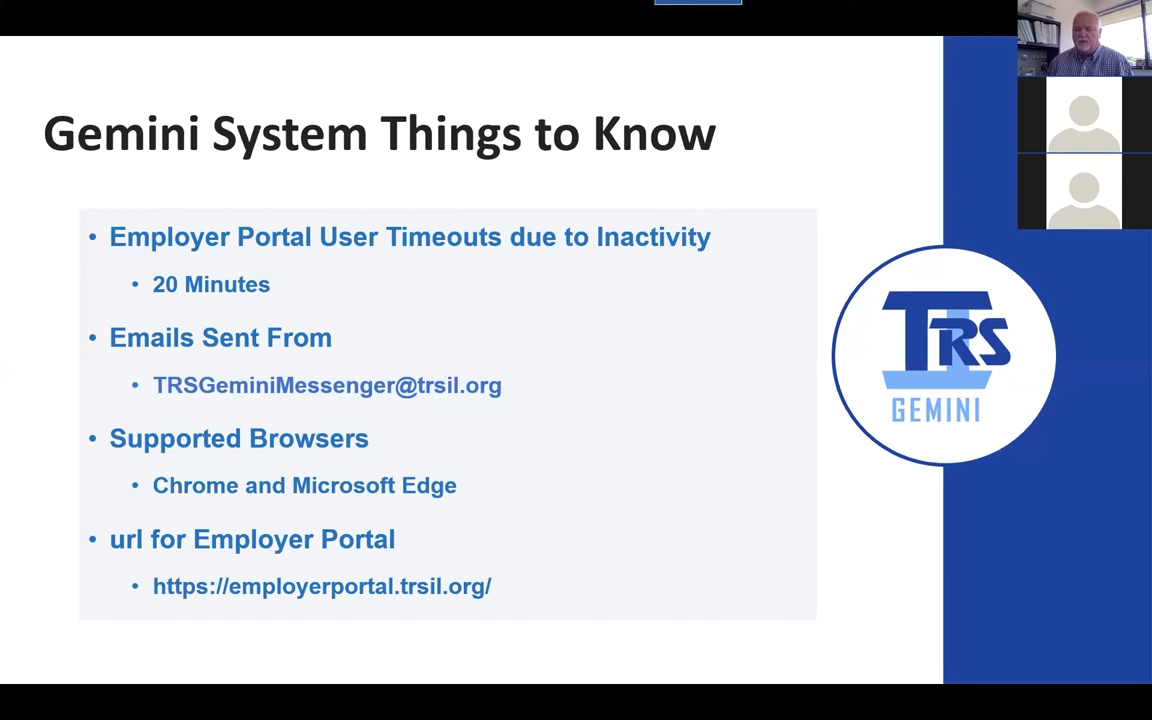 Gemini System Things to Know
• Employer Portal User Timeouts due to Inactivity
• 20 Minutes
• Emails Sent From
• TRSGeminiMessenger@trsil.org
• Supported Browsers
• Chrome and Microsoft Edge
• url for Employer Portal
• https://employerportal.trsil.org/
TRS
GEMINI